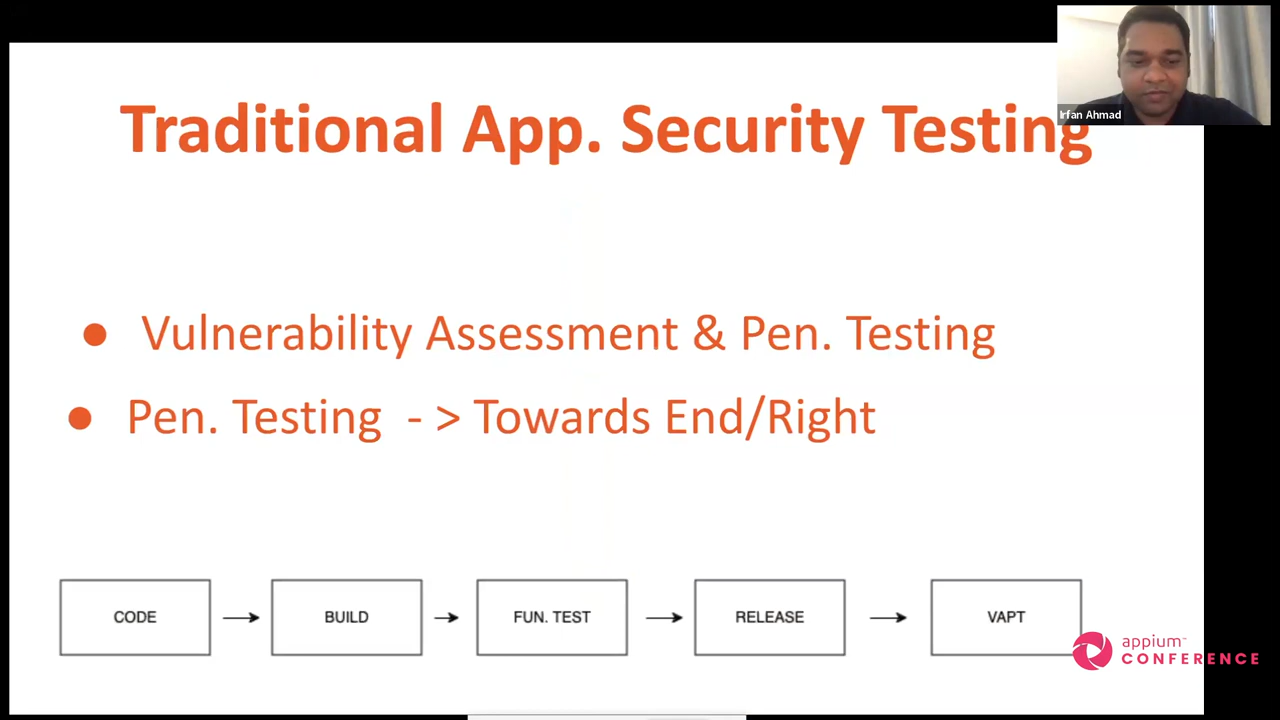 Traditional App. Security Testing
Irfan Ahmad
● Vulnerability Assessment & Pen. Testing
● Pen. Testing - > Towards End/Right
CODE
BUILD
FUN. TEST
RELEASE
VAPT
appium™
CONFERENCE